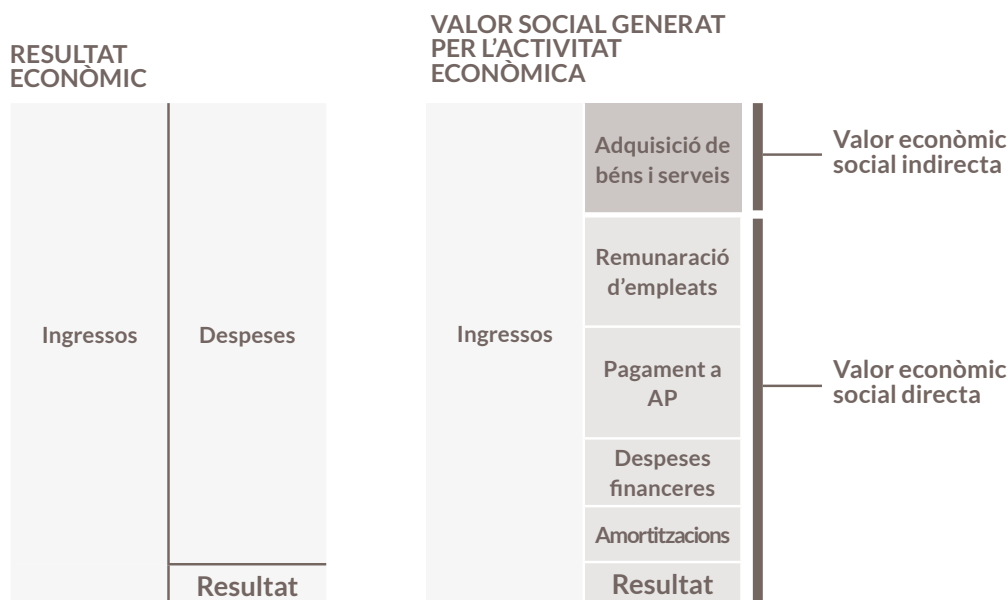 RESULTAT
ECONÒMIC
Ingressos
Despeses
Resultat
VALOR SOCIAL GENERAT
PER L'ACTIVITAT
ECONÒMICA
Ingressos
Adquisició de
béns i serveis
Remunaració
d'empleats
Pagament a
AP
Despeses
financeres
Amortitzacions
Resultat
Valor econòmic
social indirecta
Valor econòmic
social directa